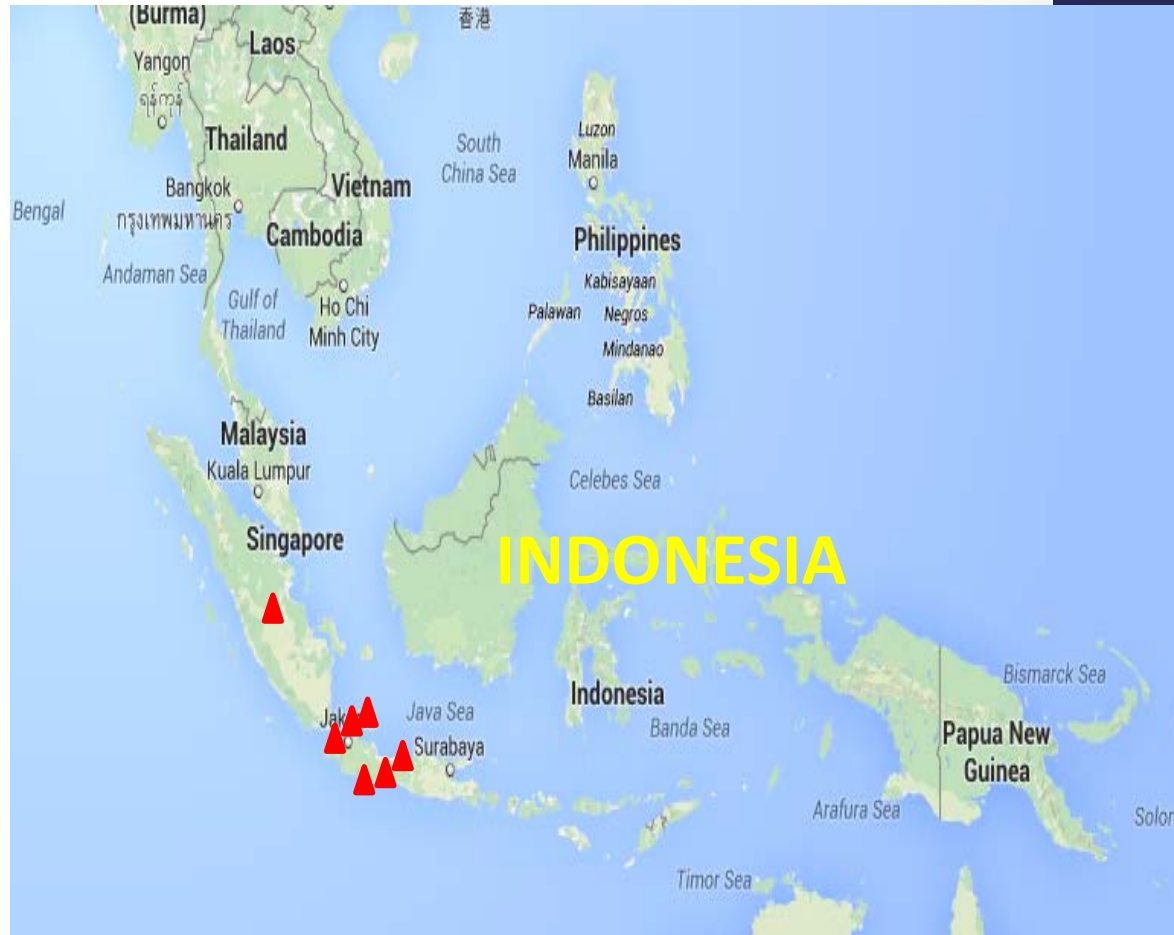 (Burma)
香港
Laos
Yangon
ရန်ကုန်
Thailand
Luzon
South
China Sea
Manila
Bangkok
Vietnam
Bengal
กรุงเทพมหานคร
Cambodia
Philippines
Andaman Sea
Kabisayaan
Gulf of
Thailand
Ho Chi
Minh City
Palawan
Negros
Mindanao
Basilan
Malaysia
Kuala Lumpur
Celebes Sea
Singapore
INDONESIA
Indonesia
Bismarck Sea
Java Sea
Banda Sea
Surabaya
Papua New
Guinea
Arafura Sea
Timor Sea